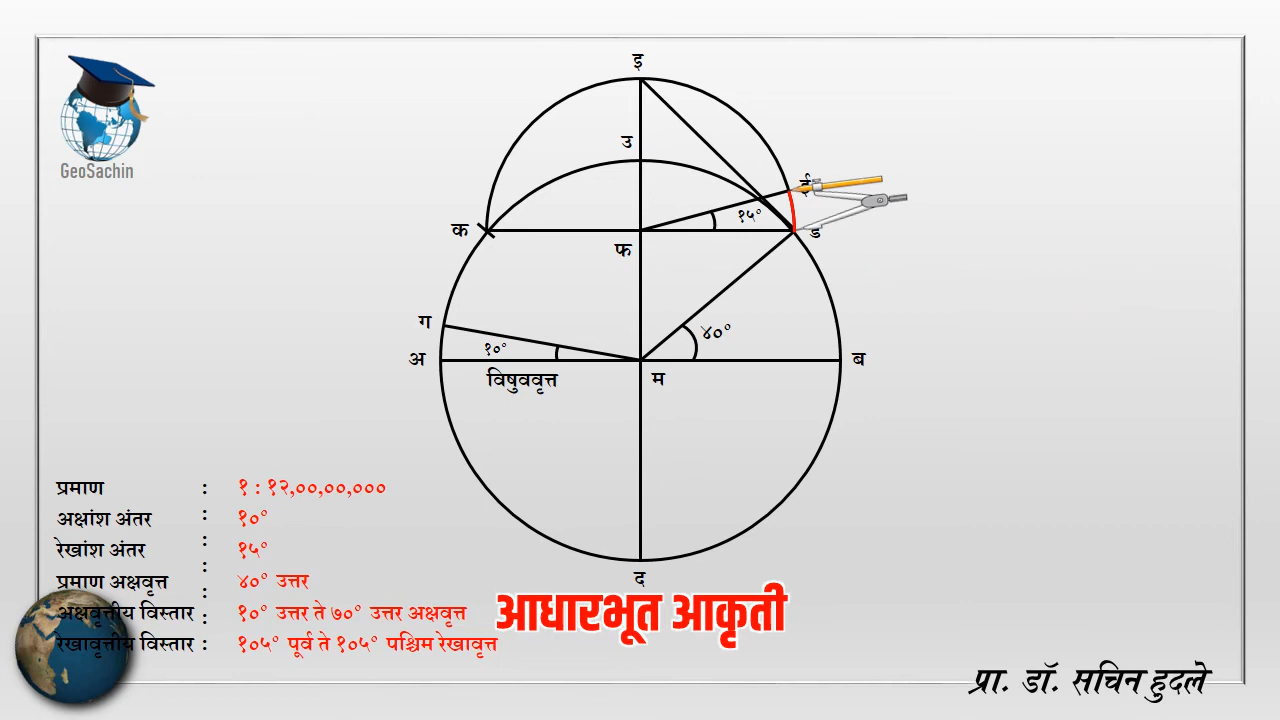 GeoSachin
इ
उ
क
फ
१५°
ड
ग
१०°
४०°
अ
ब
विषुववृत्त
म
प्रमाण : १ : १२,००,००,०००
अक्षांश अंतर : १०°
रेखांश अंतर : १५°
प्रमाण अक्षवृत्त : ४०° उत्तर
अक्षवृत्तीय विस्तार : १०° उत्तर ते ७०° उत्तर अक्षवृत्त
रेखावृत्तीय विस्तार : १०५° पूर्व ते १०५° पश्चिम रेखावृत्त
द
आधारभूत आकृती
प्रा. डॉ. सचिन हुदले